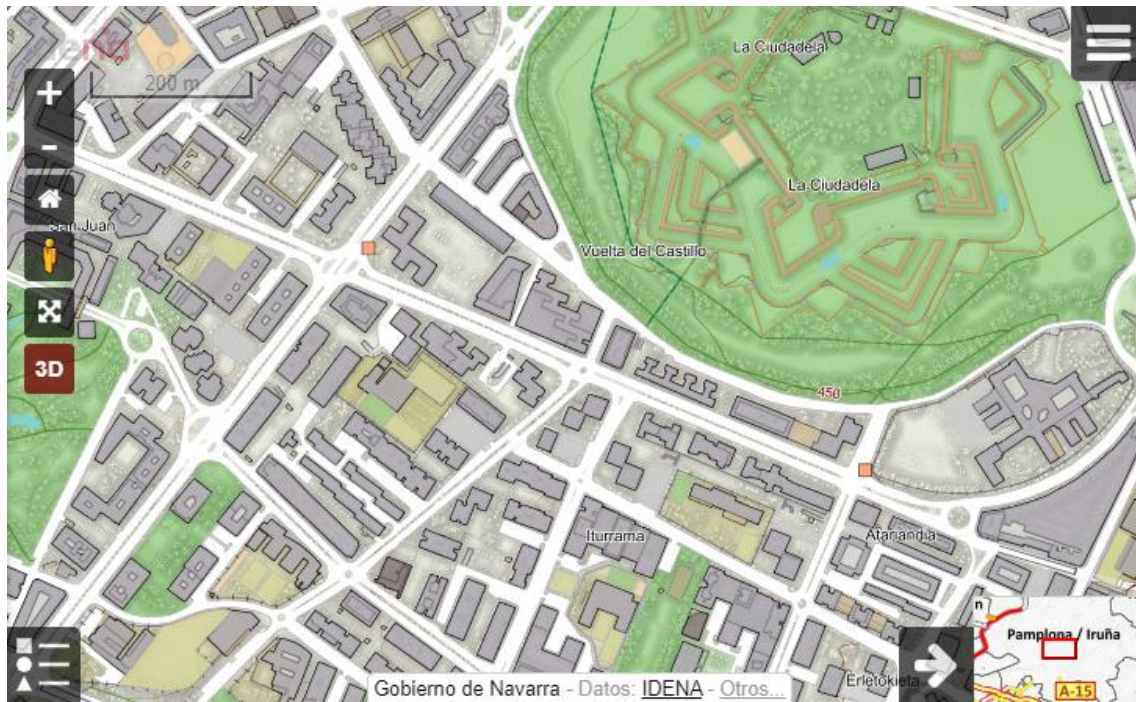 La Ciudadela
200 m
La Ciudadela
San Juan
Vuelta del Castillo
3D
450
Iturrama
Pamplona / Iruña
A-15
Gobierno de Navarra - Datos: IDENA - Otros...
Erletokieta